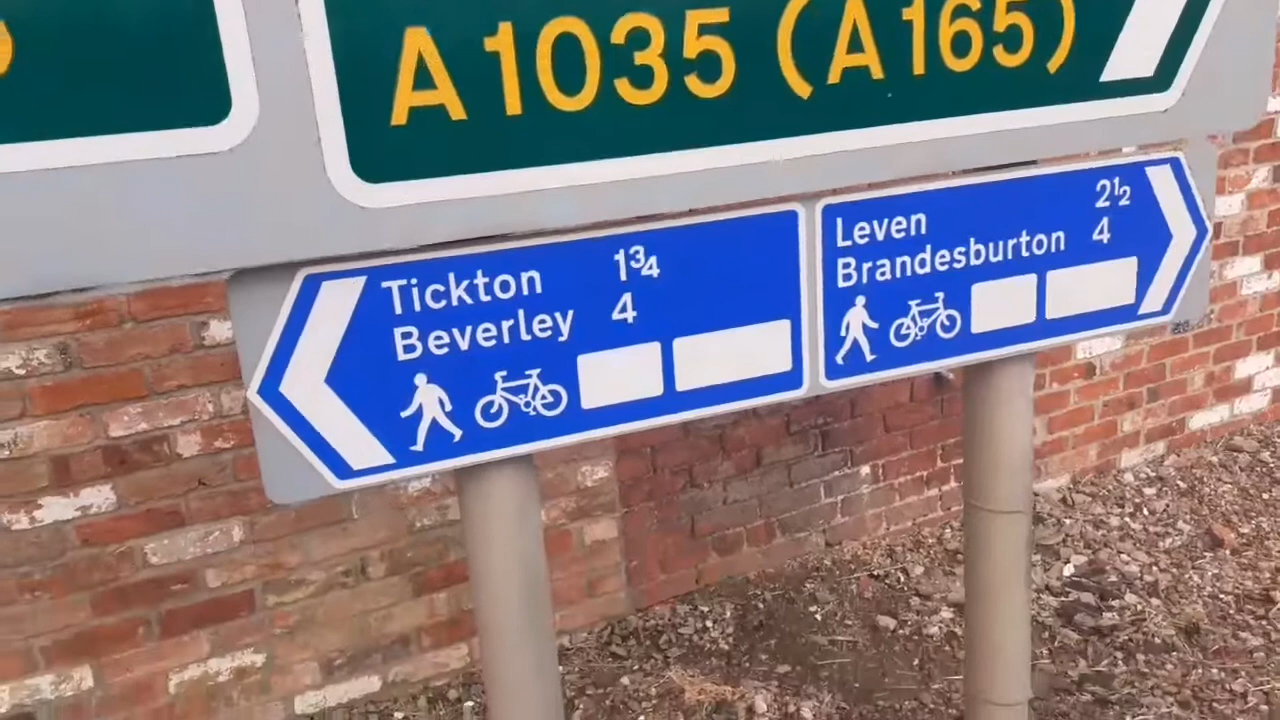 A1035 (A165)
Tickton 1¾
Beverley 4
Leven 2½
Brandesburton 4